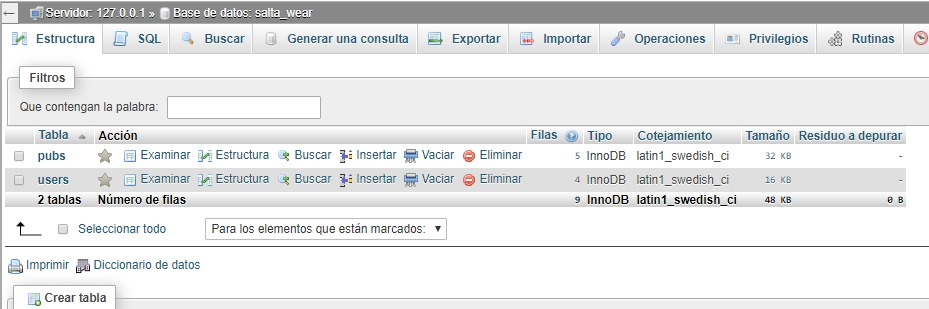 ← Servidor: 127.0.0.1 » Base de datos: salta_wear
Estructura SQL Buscar Generar una consulta Exportar Importar Operaciones Privilegios Rutinas
Filtros
Que contengan la palabra:
Tabla Acción Filas Tipo Cotejamiento Tamaño Residuo a depurar
pubs Examinar Estructura Buscar Insertar Vaciar Eliminar 5 InnoDB latin1_swedish_ci 32 KB -
users Examinar Estructura Buscar Insertar Vaciar Eliminar 4 InnoDB latin1_swedish_ci 16 KB -
2 tablas Número de filas 9 InnoDB latin1_swedish_ci 48 KB 0 B
Seleccionar todo Para los elementos que están marcados:
Imprimir Diccionario de datos
Crear tabla